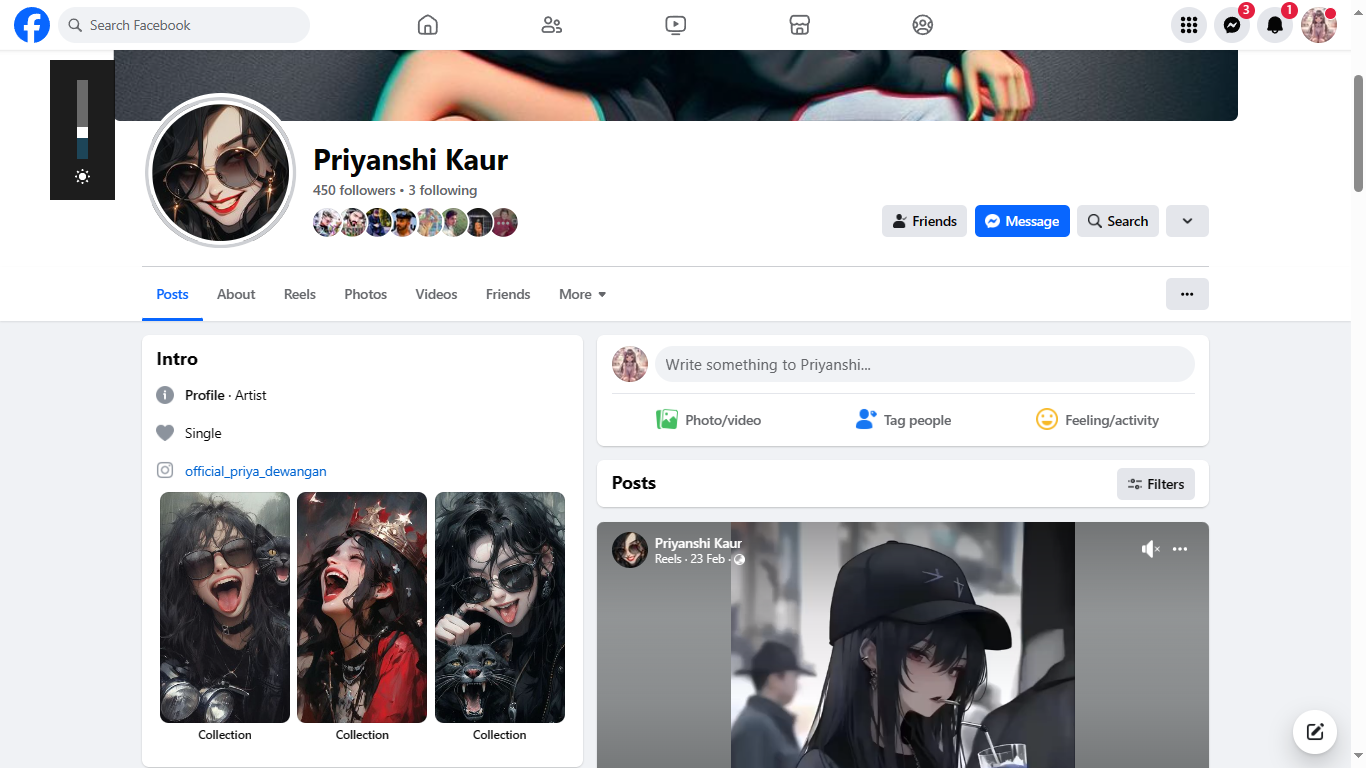 Search Facebook
3
1
Priyanshi Kaur
450 followers • 3 following
Friends
Message
Search
Posts
About
Reels
Photos
Videos
Friends
More
Intro
Profile · Artist
Single
official_priya_dewangan
Collection
Collection
Collection
Write something to Priyanshi...
Photo/video
Tag people
Feeling/activity
Posts
Filters
Priyanshi Kaur
Reels · 23 Feb ·